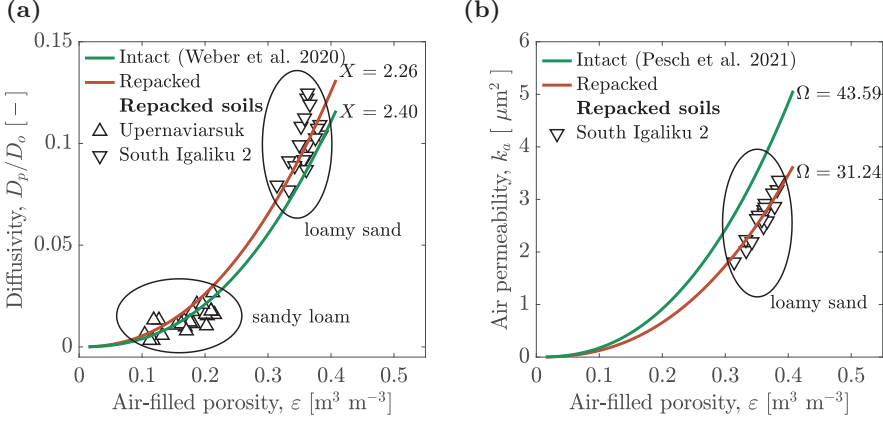 (a)
0.15
Intact (Weber et al. 2020)
Repacked
Repacked soils
Upernaviarsuk
South Igaliku 2
X = 2.26
X = 2.40
0.1
0.05
0
loamy sand
sandy loam
Diffusivity, D_p/D_o [ − ]
0 0.1 0.2 0.3 0.4 0.5
Air-filled porosity, ε [m³ m⁻³]
(b)
6
5
4
3
2
1
0
Intact (Pesch et al. 2021)
Repacked
Repacked soils
South Igaliku 2
Ω = 43.59
Ω = 31.24
loamy sand
Air permeability, k_a [ μm² ]
0 0.1 0.2 0.3 0.4 0.5
Air-filled porosity, ε [m³ m⁻³]